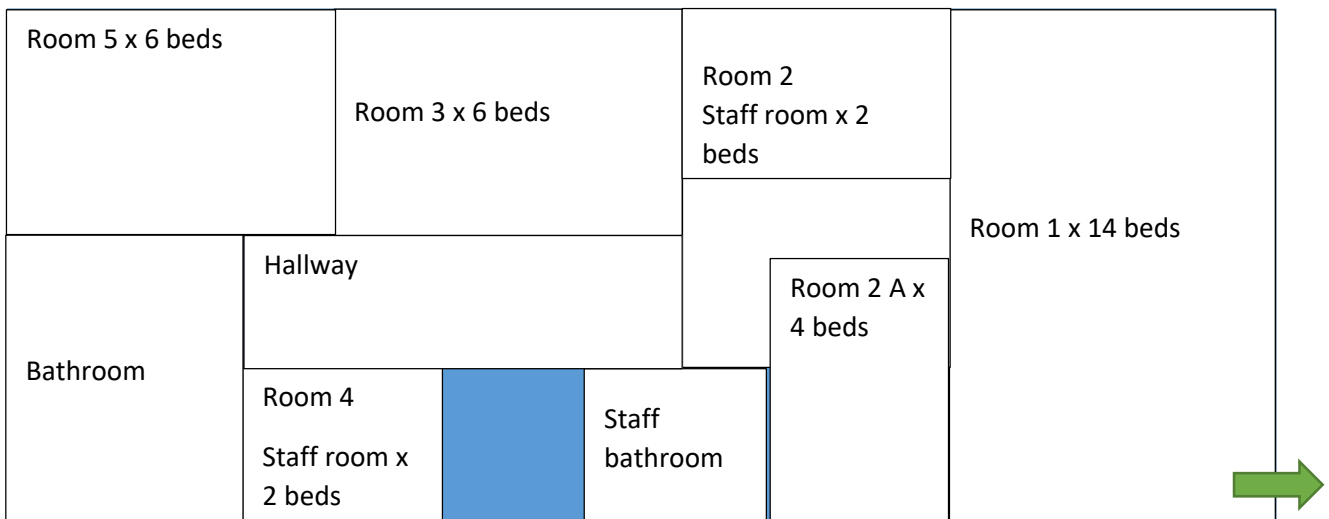 Room 5 x 6 beds
Room 3 x 6 beds
Room 2
Staff room x 2
beds
Room 1 x 14 beds
Hallway
Room 2 A x
4 beds
Bathroom
Room 4
Staff room x
2 beds
Staff
bathroom